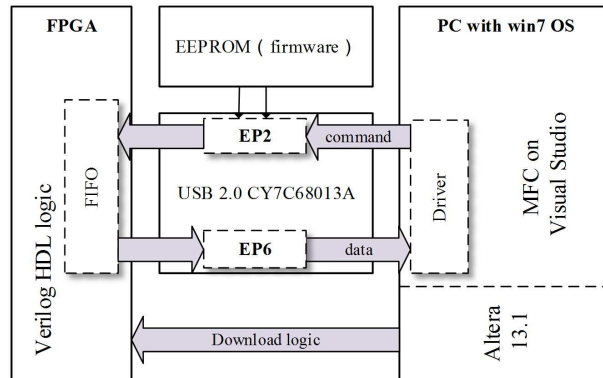 FPGA
EEPROM（firmware）
PC with win7 OS
EP2
command
FIFO
USB 2.0 CY7C68013A
Driver
MFC on
Visual Studio
EP6
data
Verilog HDL logic
Download logic
Altera
13.1